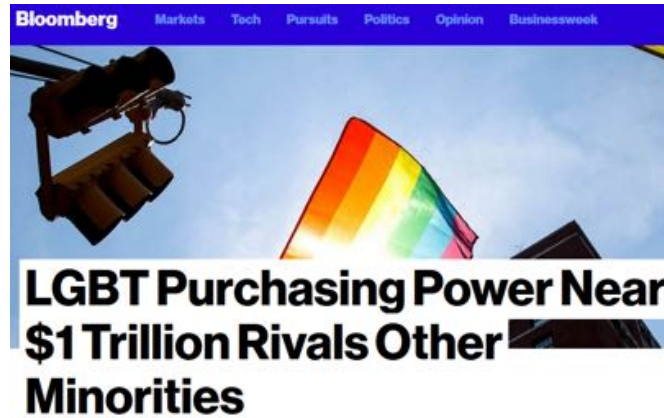 Bloomberg Markets Tech Pursuits Politics Opinion Businessweek
LGBT Purchasing Power Near
$1 Trillion Rivals Other
Minorities